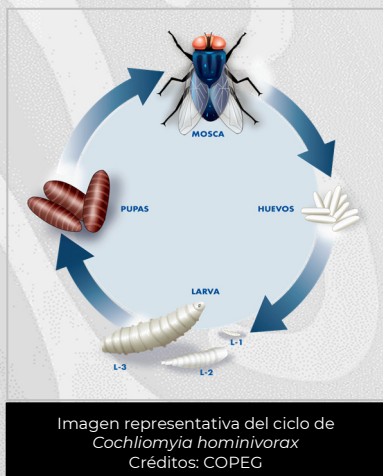 MOSCA
HUEVOS
PUPAS
LARVA
L-1
L-2
L-3
Imagen representativa del ciclo de
Cochliomyia hominivorax
Créditos: COPEG